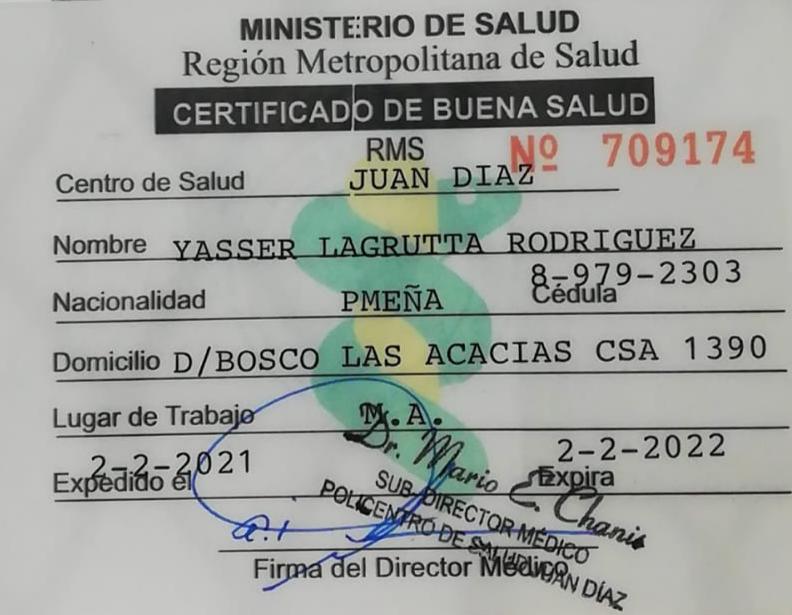 MINISTERIO DE SALUD
Región Metropolitana de Salud
CERTIFICADO DE BUENA SALUD
RMS Nº 709174
Centro de Salud JUAN DIAZ
Nombre YASSER LAGRUTTA RODRIGUEZ
8-979-2303
Nacionalidad PMEÑA Cédula
Domicilio D/BOSCO LAS ACACIAS CSA 1390
Lugar de Trabajo M.A.
2-2-2021 2-2-2022
Expedido el Expira
Dr. Mario E. Chanis
SUB-DIRECTOR MÉDICO
POLICENTRO DE SALUD JUAN DÍAZ
Firma del Director Médico